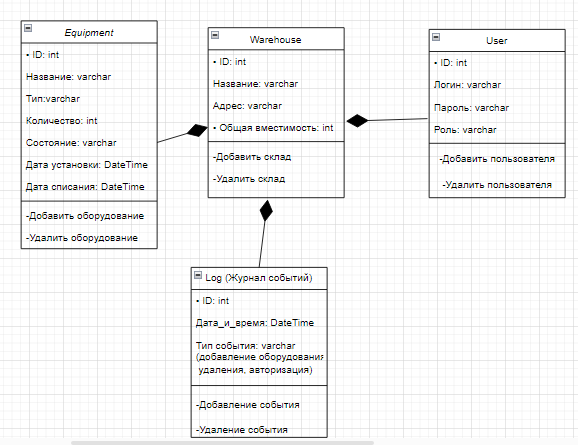 Equipment
• ID: int
Название: varchar
Тип:varchar
Количество: int
Состояние: varchar
Дата установки: DateTime
Дата списания: DateTime
-Добавить оборудование
-Удалить оборудование
Warehouse
• ID: int
Название: varchar
Адрес: varchar
• Общая вместимость: int
-Добавить склад
-Удалить склад
User
• ID: int
Логин: varchar
Пароль: varchar
Роль: varchar
-Добавить пользователя
-Удалить пользователя
Log (Журнал событий)
• ID: int
Дата_и_время: DateTime
Тип события: varchar
(добавление оборудования
удаления, авторизация)
-Добавление события
-Удаление события